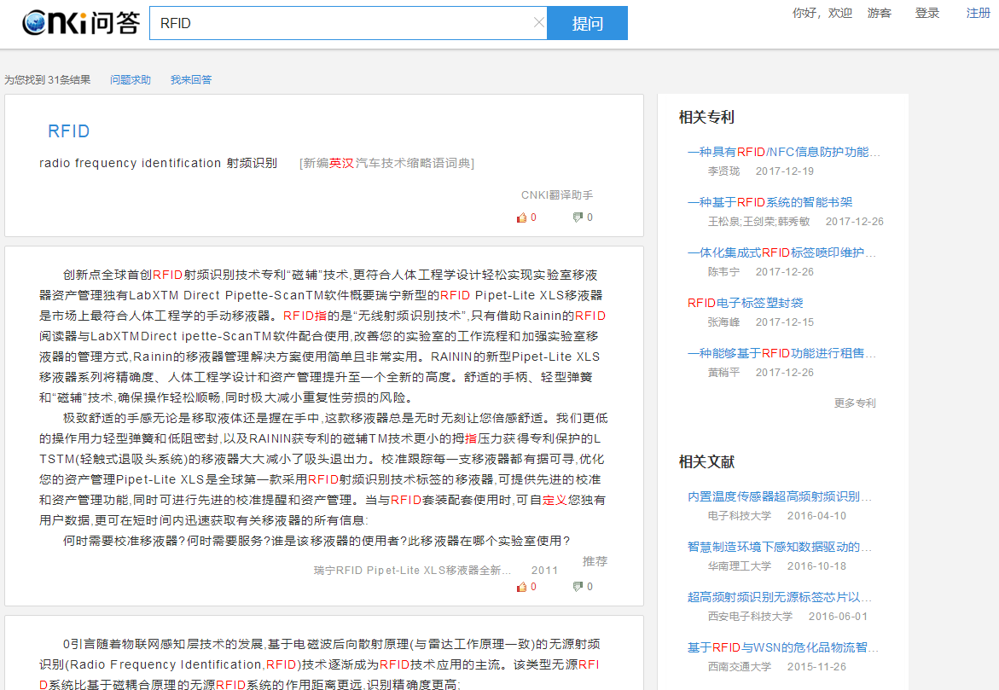 Cnki问答
RFID
提问
你好，欢迎 游客 登录 注册
为您找到 31条结果 问题求助 我来回答
RFID
radio frequency identification 射频识别 [新编英汉汽车技术缩略语词典]
CNKI翻译助手
0 0
创新点全球首创RFID射频识别技术专利“磁辅”技术,更符合人体工程学设计轻松实现实验室移液
器资产管理独有LabXTM Direct Pipette-ScanTM软件概要瑞宁新型的RFID Pipet-Lite XLS移液器
是市场上最符合人体工程学的手动移液器。RFID指的是“无线射频识别技术”,只有借助Rainin的RFID
阅读器与LabXTMDirect ipette-ScanTM软件配合使用,改善您的实验室的工作流程和加强实验室移
液器的管理方式,Rainin的移液器管理解决方案使用简单且非常实用。RAININ的新型Pipet-Lite XLS
移液器系列将精确度、人体工程学设计和资产管理提升至一个全新的高度。舒适的手柄、轻型弹簧
和“磁辅”技术,确保操作轻松顺畅,同时极大减小重复性劳损的风险。
极致舒适的手感无论是移取液体还是握在手中,这款移液器总是无时无刻让您倍感舒适。我们更低
的操作用力轻型弹簧和低阻密封,以及RAININ获专利的磁辅TM技术更小的拇指压力获得专利保护的L
TSTM(轻触式退吸头系统)的移液器大大减小了吸头退出力。校准跟踪每一支移液器都有据可寻,优化
您的资产管理Pipet-Lite XLS是全球第一款采用RFID射频识别技术标签的移液器,可提供先进的校准
和资产管理功能,同时可进行先进的校准提醒和资产管理。当与RFID套装配套使用时,可自定义您独有
用户数据,更可在短时间内迅速获取有关移液器的所有信息:
何时需要校准移液器?何时需要服务?谁是该移液器的使用者?此移液器在哪个实验室使用?
瑞宁RFID Pipet-Lite XLS移液器全新... 2011 推荐
0 0
0引言随着物联网感知层技术的发展,基于电磁波后向散射原理(与雷达工作原理一致)的无源射频
识别(Radio Frequency Identification,RFID)技术逐渐成为RFID技术应用的主流。该类型无源RFI
D系统比基于磁耦合原理的无源RFID系统的作用距离更远,识别精确度更高;
相关专利
一种具有RFID/NFC信息防护功能...
李贤珑 2017-12-19
一种基于RFID系统的智能书架
王松泉;王剑荣;韩秀敏 2017-12-26
一体化集成式RFID标签喷印维护...
陈韦宁 2017-12-26
RFID电子标签塑封袋
张海峰 2017-12-15
一种能够基于RFID功能进行租售...
黄稍平 2017-12-26
更多专利
相关文献
内置温度传感器超高频射频识别...
电子科技大学 2016-04-10
智慧制造环境下感知数据驱动的...
华南理工大学 2016-10-18
超高频射频识别无源标签芯片以...
西安电子科技大学 2016-06-01
基于RFID与WSN的危化品物流智...
西南交通大学 2015-11-26